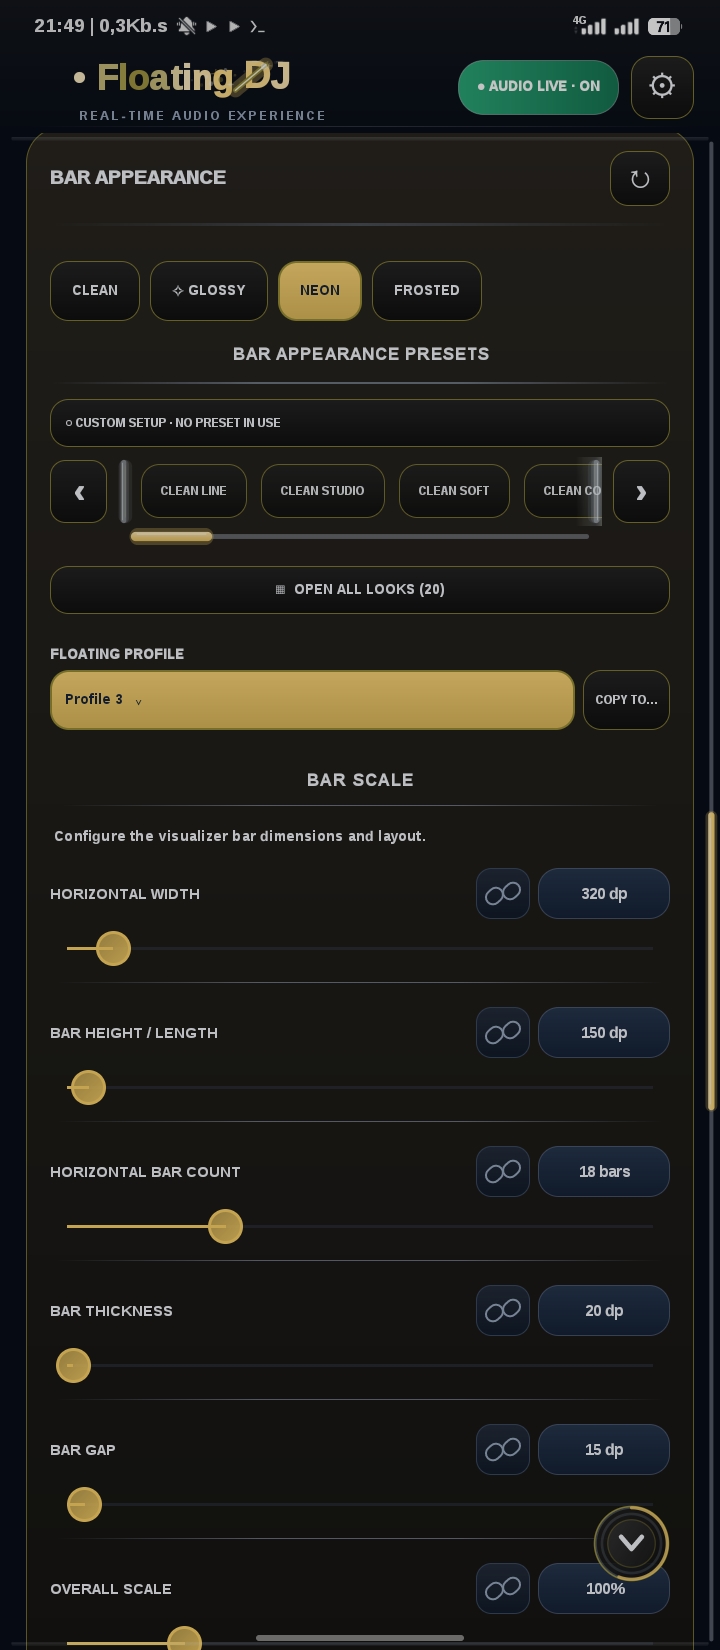 21:49 | 0,3Kb.s
4G
71
Floating DJ
REAL-TIME AUDIO EXPERIENCE
AUDIO LIVE · ON
BAR APPEARANCE
CLEAN
GLOSSY
NEON
FROSTED
BAR APPEARANCE PRESETS
CUSTOM SETUP · NO PRESET IN USE
CLEAN LINE
CLEAN STUDIO
CLEAN SOFT
CLEAN CO
OPEN ALL LOOKS (20)
FLOATING PROFILE
Profile 3
COPY TO...
BAR SCALE
Configure the visualizer bar dimensions and layout.
HORIZONTAL WIDTH
320 dp
BAR HEIGHT / LENGTH
150 dp
HORIZONTAL BAR COUNT
18 bars
BAR THICKNESS
20 dp
BAR GAP
15 dp
OVERALL SCALE
100%